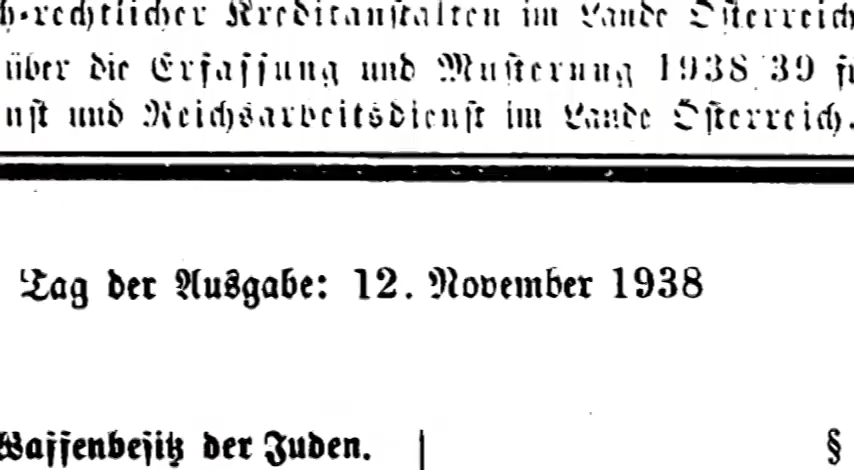 h-rechtlicher Kreditanstalten im Lande Österreich
über die Erfassung und Musterung 1938/39 fü
nst und Reichsarbeitsdienst im Lande Österreich.
Tag der Ausgabe: 12. November 1938
Waffenbesitz der Juden.
§